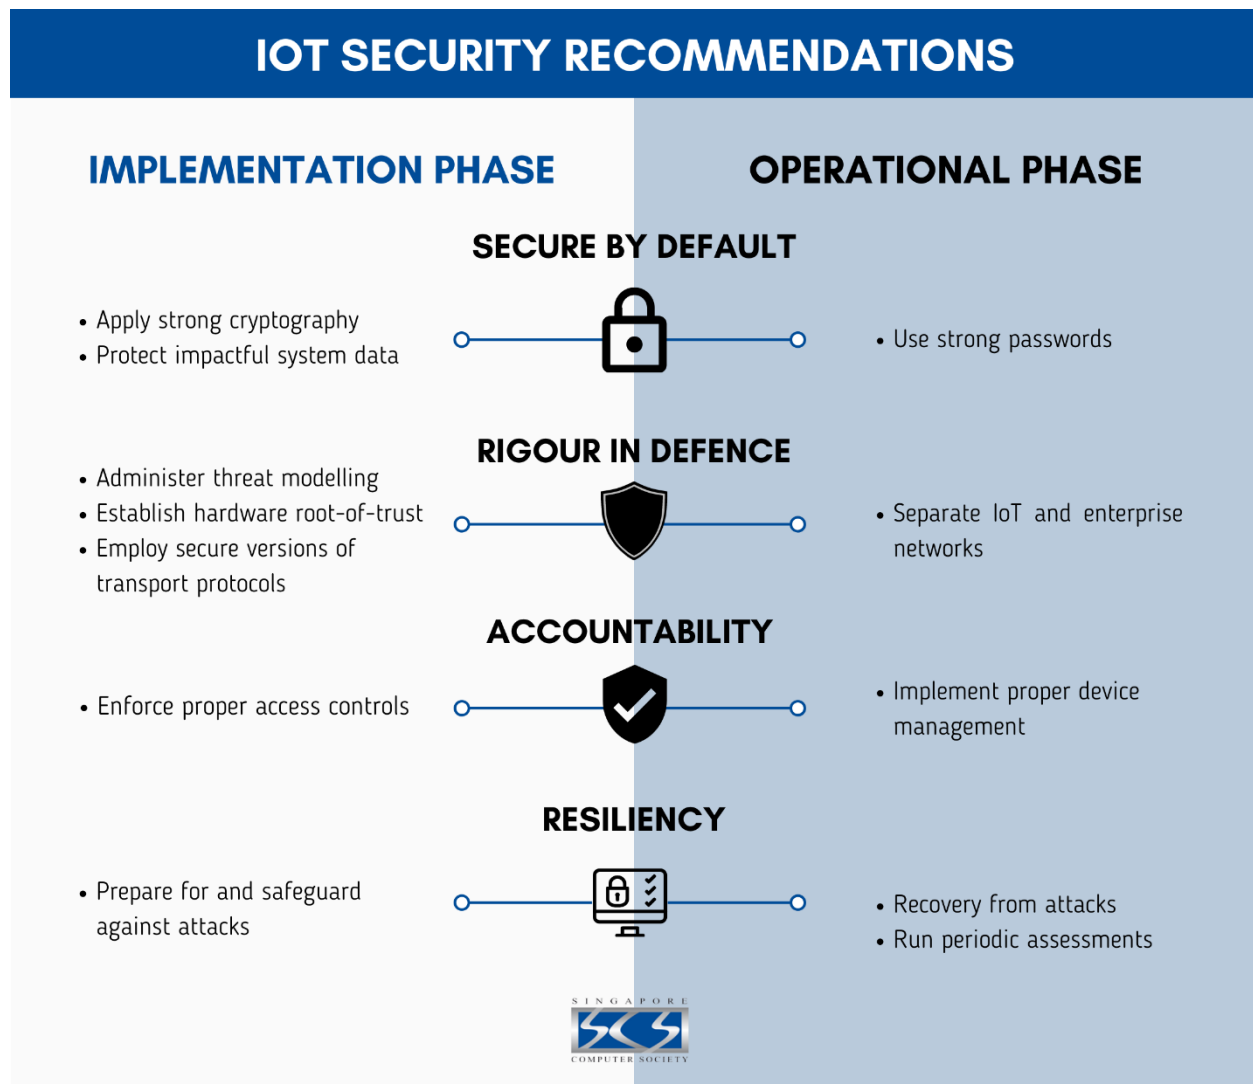 IOT SECURITY RECOMMENDATIONS
IMPLEMENTATION PHASE
OPERATIONAL PHASE
SECURE BY DEFAULT
• Apply strong cryptography
• Protect impactful system data
• Use strong passwords
RIGOUR IN DEFENCE
• Administer threat modelling
• Establish hardware root-of-trust
• Employ secure versions of
transport protocols
• Separate IoT and enterprise
networks
ACCOUNTABILITY
• Enforce proper access controls
• Implement proper device
management
RESILIENCY
• Prepare for and safeguard
against attacks
• Recovery from attacks
• Run periodic assessments
SINGAPORE
SCS
COMPUTER SOCIETY